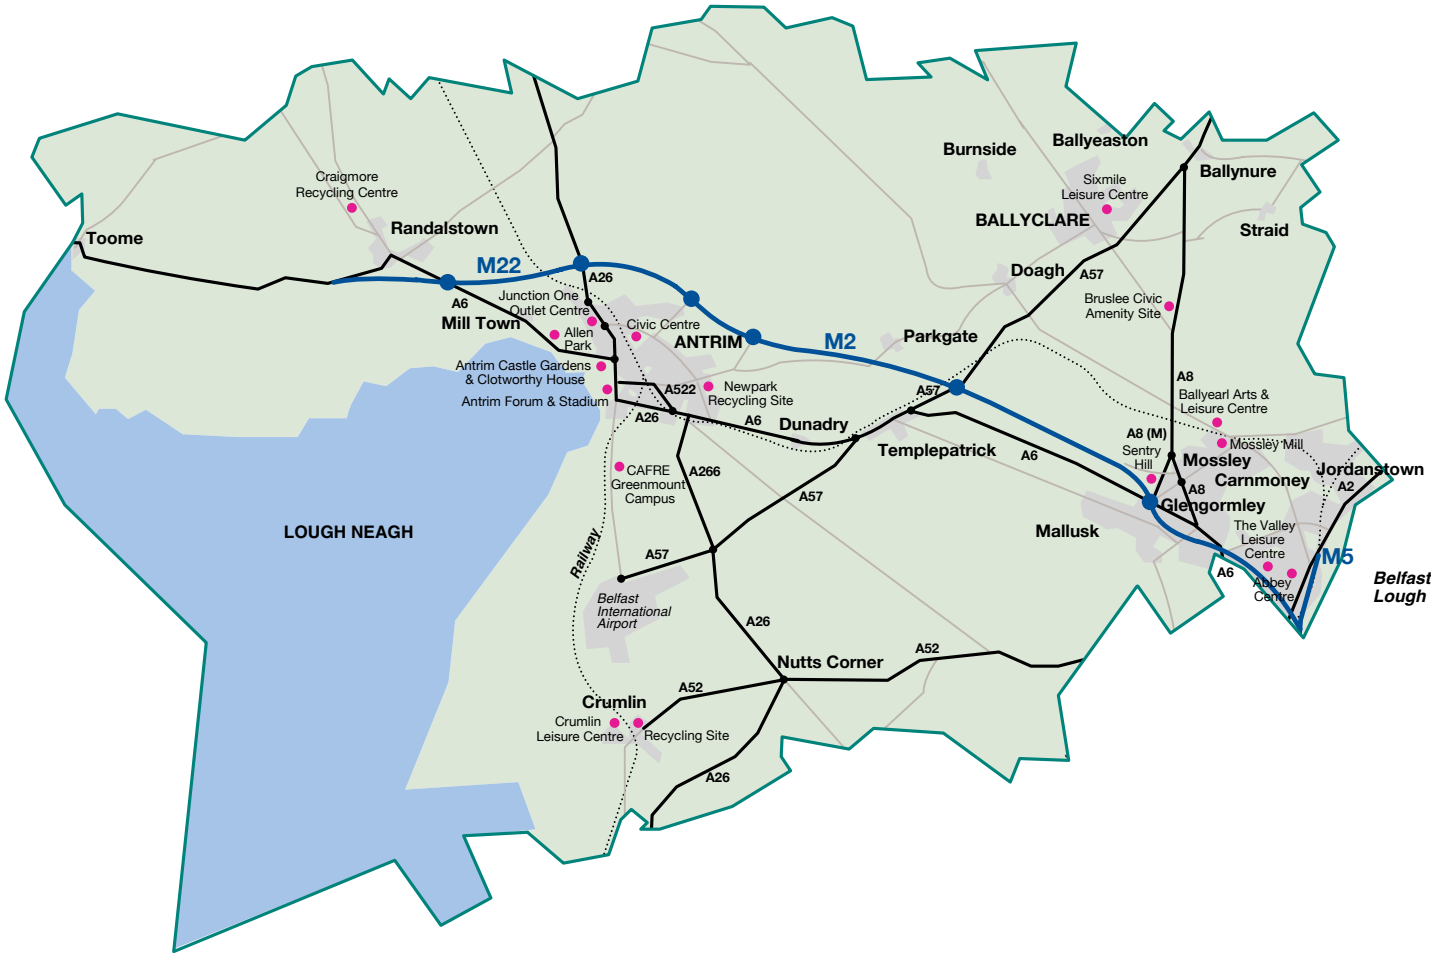 Burnside
Ballyeaston
Ballynure
Craigmore
Recycling Centre
Sixmile
Leisure Centre
BALLYCLARE
Straid
Toome
Randalstown
M22
A26
Doagh
A57
A6
Junction One
Outlet Centre
Bruslee Civic
Amenity Site
Mill Town
Allen
Park
Civic Centre
ANTRIM
M2
Parkgate
Antrim Castle Gardens
& Clotworthy House
Antrim Forum & Stadium
A522
Newpark
Recycling Site
A57
A8
Ballyearl Arts &
Leisure Centre
A26
A6
Dunadry
Templepatrick
A6
A8 (M)
Sentry
Hill
Mossley Mill
Mossley
Carnmoney
Jordanstown
A2
A8
Glengormley
CAFRE
Greenmount
Campus
A266
A57
LOUGH NEAGH
Mallusk
The Valley
Leisure
Centre
Railway
A57
M5
A6
Abbey
Centre
Belfast
Lough
Belfast
International
Airport
A26
Nutts Corner
A52
A52
Crumlin
Crumlin
Leisure Centre
Recycling Site
A26